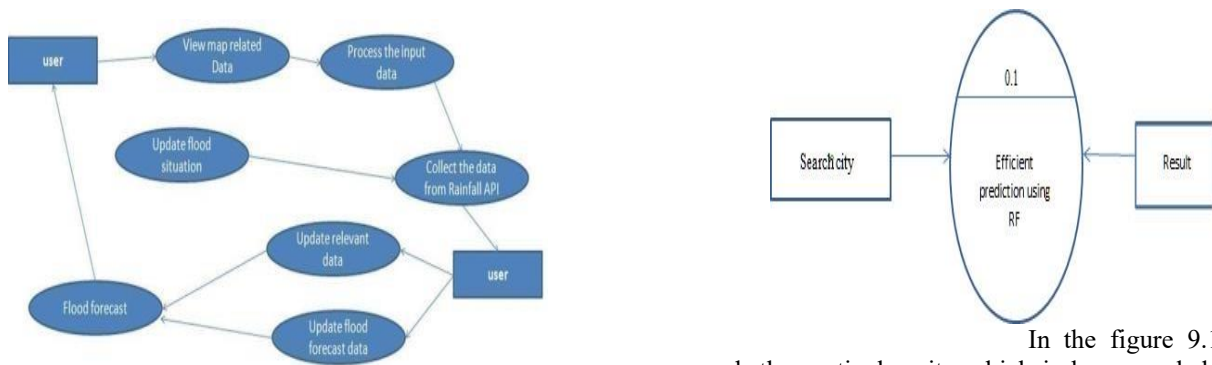 user
View map related
Data
Process the input
data
Update flood
situation
Collect the data
from Rainfall API
Update relevant
data
user
Flood forecast
Update flood
forecast data
0.1
Search city
Efficient
prediction using
RF
Result
In the figure 9.1